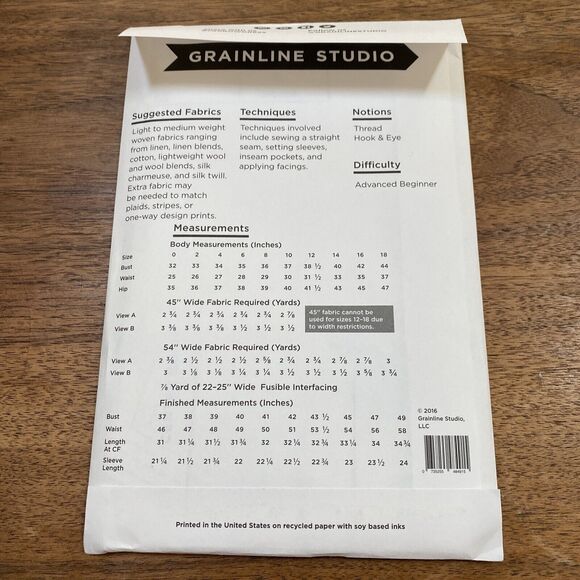 GRAINLINE STUDIO
Suggested Fabrics
Light to medium weight
woven fabrics ranging
from linen, linen blends,
cotton, lightweight wool
and wool blends, silk
charmeuse, and silk twill.
Extra fabric may
be needed to match
plaids, stripes, or
one-way design prints.
Techniques
Techniques involved
include sewing a straight
seam, setting sleeves,
inseam pockets, and
applying facings.
Notions
Thread
Hook & Eye
Difficulty
Advanced Beginner
Measurements
Body Measurements (Inches)
Size 0 2 4 6 8 10 12 14 16 18
Bust 32 33 34 35 36 37 38 ½ 40 42 44
Waist 25 26 27 28 29 30 31 ½ 33 35 37
Hip 35 36 37 38 39 40 41 ½ 43 45 47
45" Wide Fabric Required (Yards)
View A 2 ¾ 2 ¾ 2 ¾ 2 ¾ 2 ¾ 2 ⅞
View B 3 ⅜ 3 ⅜ 3 ⅜ 3 ½ 3 ½ 3 ½
45" fabric cannot be
used for sizes 12-18 due
to width restrictions.
54" Wide Fabric Required (Yards)
View A 2 ⅜ 2 ½ 2 ½ 2 ½ 2 ⅝ 2 ¾ 2 ¾ 2 ⅞ 2 ⅞ 3
View B 3 3 ⅛ 3 ⅛ 3 ⅛ 3 ¼ 3 ¼ 3 ½ 3 ½ 3 ⅝ 3 ¾
⅞ Yard of 22-25" Wide Fusible Interfacing
Finished Measurements (Inches)
Bust 37 38 39 40 41 42 43 ½ 45 47 49
Waist 46 47 48 49 50 51 53 ½ 54 56 58
Length
At CF 31 31 ¼ 31 ½ 31 ¾ 32 32 ¼ 32 ¾ 33 ¼ 34 34 ¾
Sleeve
Length 21 ¼ 21 ½ 21 ¾ 22 22 ¼ 22 ½ 22 ¾ 23 23 ½ 24
© 2016
Grainline Studio,
LLC
Printed in the United States on recycled paper with soy based inks